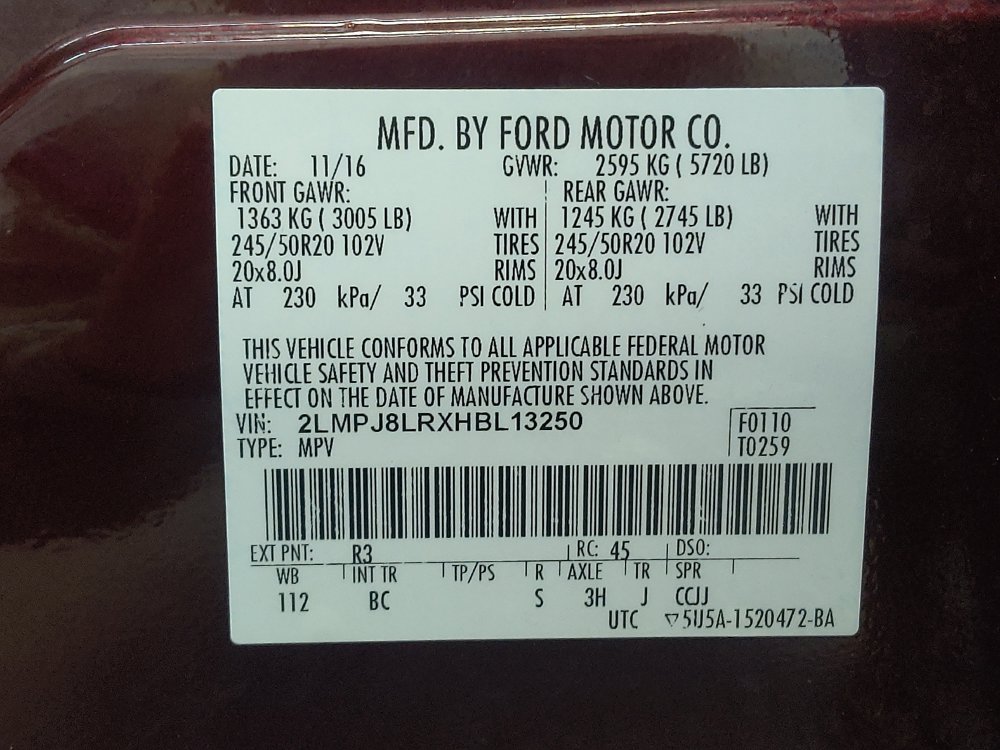 MFD. BY FORD MOTOR CO.
DATE: 11/16 GVWR: 2595 KG ( 5720 LB)
FRONT GAWR: REAR GAWR:
1363 KG ( 3005 LB) WITH 1245 KG ( 2745 LB) WITH
245/50R20 102V TIRES 245/50R20 102V TIRES
20x8.0J RIMS 20x8.0J RIMS
AT 230 kPa/ 33 PSI COLD AT 230 kPa/ 33 PSI COLD
THIS VEHICLE CONFORMS TO ALL APPLICABLE FEDERAL MOTOR
VEHICLE SAFETY AND THEFT PREVENTION STANDARDS IN
EFFECT ON THE DATE OF MANUFACTURE SHOWN ABOVE.
VIN: 2LMPJ8LRXHBL13250 F0110
TYPE: MPV T0259
EXT PNT: R3 RC: 45 DSO:
WB INT TR TP/PS R AXLE TR SPR
112 BC S 3H J CCJJ
UTC ▽5U5A-1520472-BA